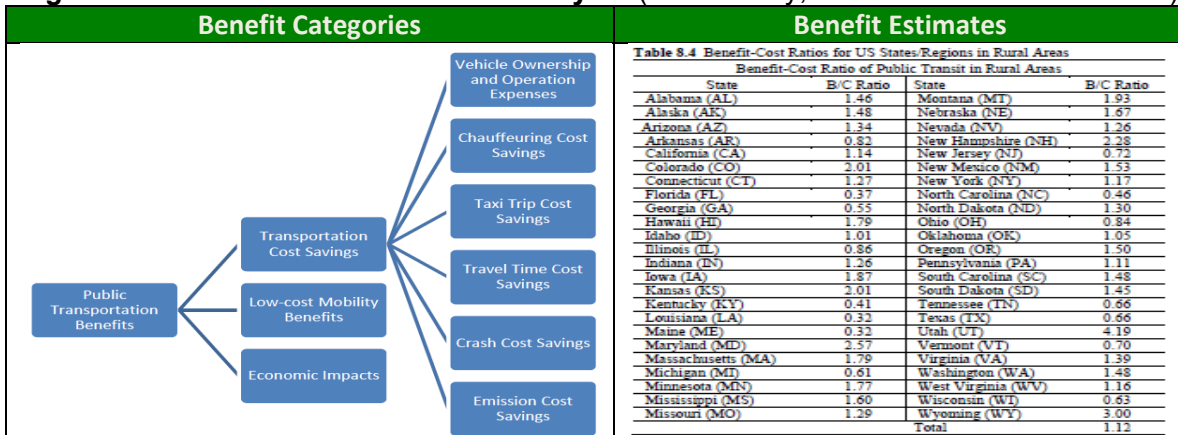 Benefit Categories
Benefit Estimates
Public
Transportation
Benefits
Transportation
Cost Savings
Low-cost Mobility
Benefits
Economic Impacts
Vehicle Ownership
and Operation
Expenses
Chauffeuring Cost
Savings
Taxi Trip Cost
Savings
Travel Time Cost
Savings
Crash Cost Savings
Emission Cost
Savings
Table 8.4 Benefit-Cost Ratios for US States/Regions in Rural Areas
Benefit-Cost Ratio of Public Transit in Rural Areas
State B/C Ratio State B/C Ratio
Alabama (AL) 1.46 Montana (MT) 1.93
Alaska (AK) 1.48 Nebraska (NE) 1.67
Arizona (AZ) 1.34 Nevada (NV) 1.26
Arkansas (AR) 0.82 New Hampshire (NH) 2.28
California (CA) 1.14 New Jersey (NJ) 0.72
Colorado (CO) 2.01 New Mexico (NM) 1.53
Connecticut (CT) 1.27 New York (NY) 1.17
Florida (FL) 0.37 North Carolina (NC) 0.46
Georgia (GA) 0.55 North Dakota (ND) 1.30
Hawaii (HI) 1.79 Ohio (OH) 0.84
Idaho (ID) 1.01 Oklahoma (OK) 1.05
Illinois (IL) 0.86 Oregon (OR) 1.50
Indiana (IN) 1.26 Pennsylvania (PA) 1.11
Iowa (IA) 1.87 South Carolina (SC) 1.48
Kansas (KS) 2.01 South Dakota (SD) 1.45
Kentucky (KY) 0.41 Tennessee (TN) 0.66
Louisiana (LA) 0.32 Texas (TX) 0.66
Maine (ME) 0.32 Utah (UT) 4.19
Maryland (MD) 2.57 Vermont (VT) 0.70
Massachusetts (MA) 1.79 Virginia (VA) 1.39
Michigan (MI) 0.61 Washington (WA) 1.48
Minnesota (MN) 1.77 West Virginia (WV) 1.16
Mississippi (MS) 1.60 Wisconsin (WI) 0.63
Missouri (MO) 1.29 Wyoming (WY) 3.00
Total 1.12